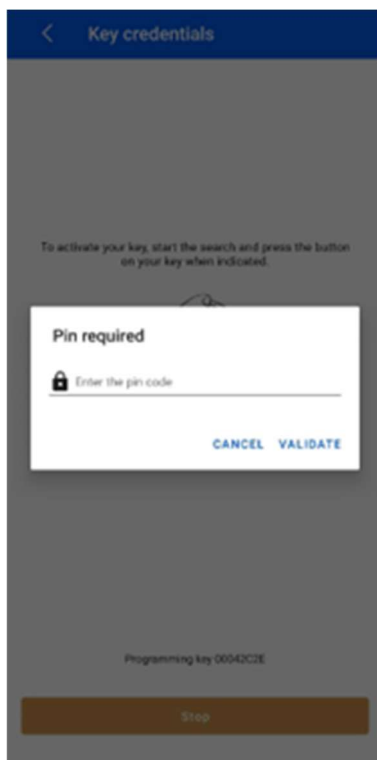 Key credentials
To activate your key, start the search and press the button
on your key when indicated.
Pin required
Enter the pin code
CANCEL VALIDATE
Programming key 00042C2E
Stop